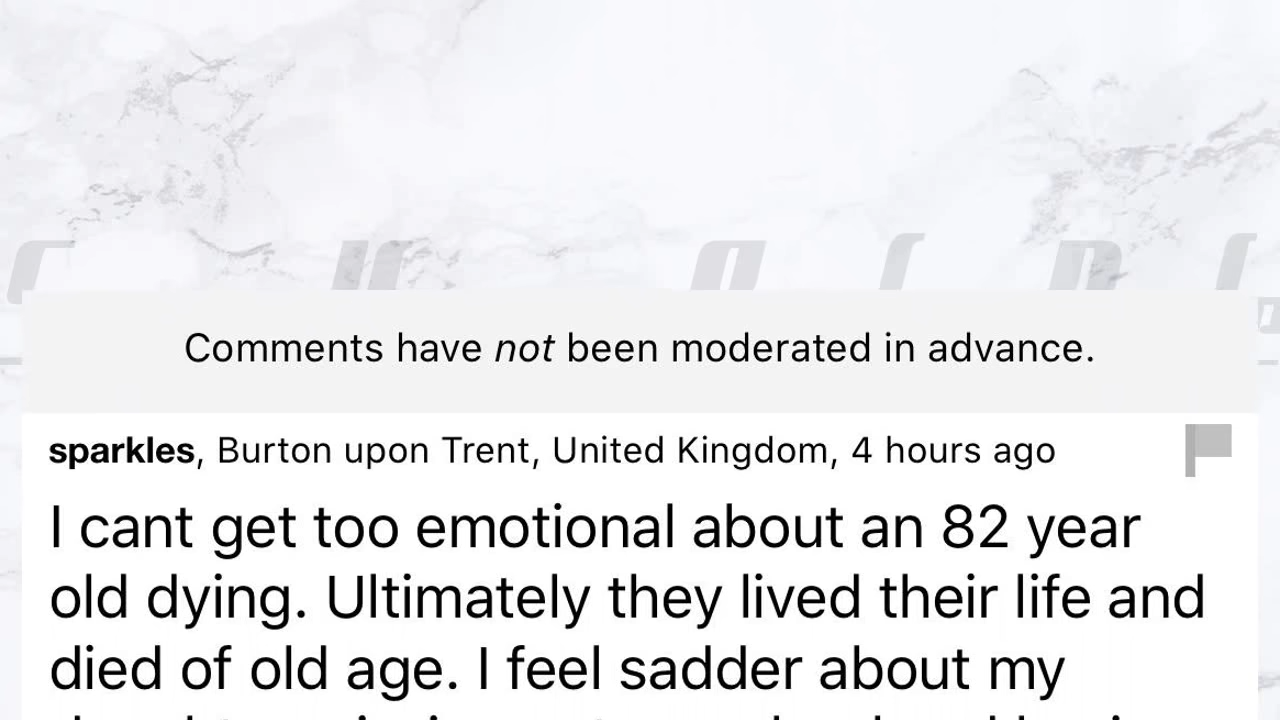 Comments have not been moderated in advance.
sparkles, Burton upon Trent, United Kingdom, 4 hours ago
I cant get too emotional about an 82 year
old dying. Ultimately they lived their life and
died of old age. I feel sadder about my